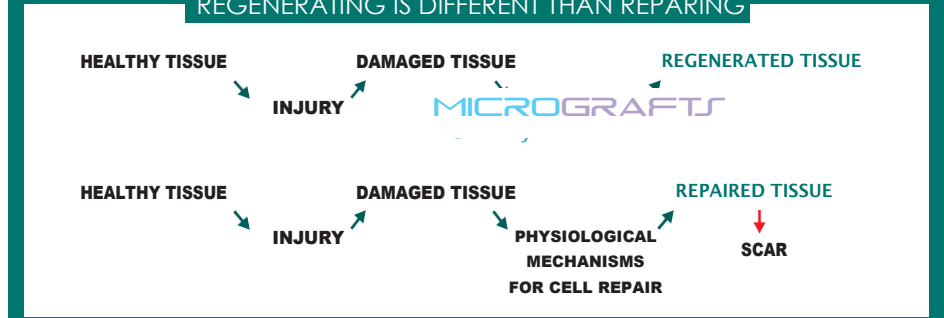 REGENERATING IS DIFFERENT THAN REPARING
HEALTHY TISSUE
INJURY
DAMAGED TISSUE
MICROGRAFTS
REGENERATED TISSUE
HEALTHY TISSUE
INJURY
DAMAGED TISSUE
PHYSIOLOGICAL
MECHANISMS
FOR CELL REPAIR
REPAIRED TISSUE
SCAR